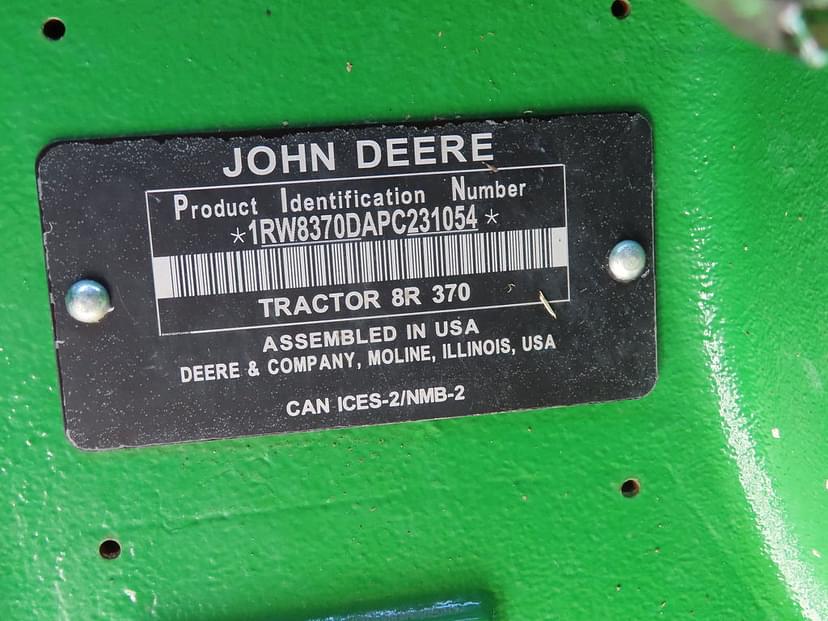 JOHN DEERE
Product Identification Number
*1RW8370DAPC231054*
TRACTOR 8R 370
ASSEMBLED IN USA
DEERE & COMPANY, MOLINE, ILLINOIS, USA
CAN ICES-2/NMB-2